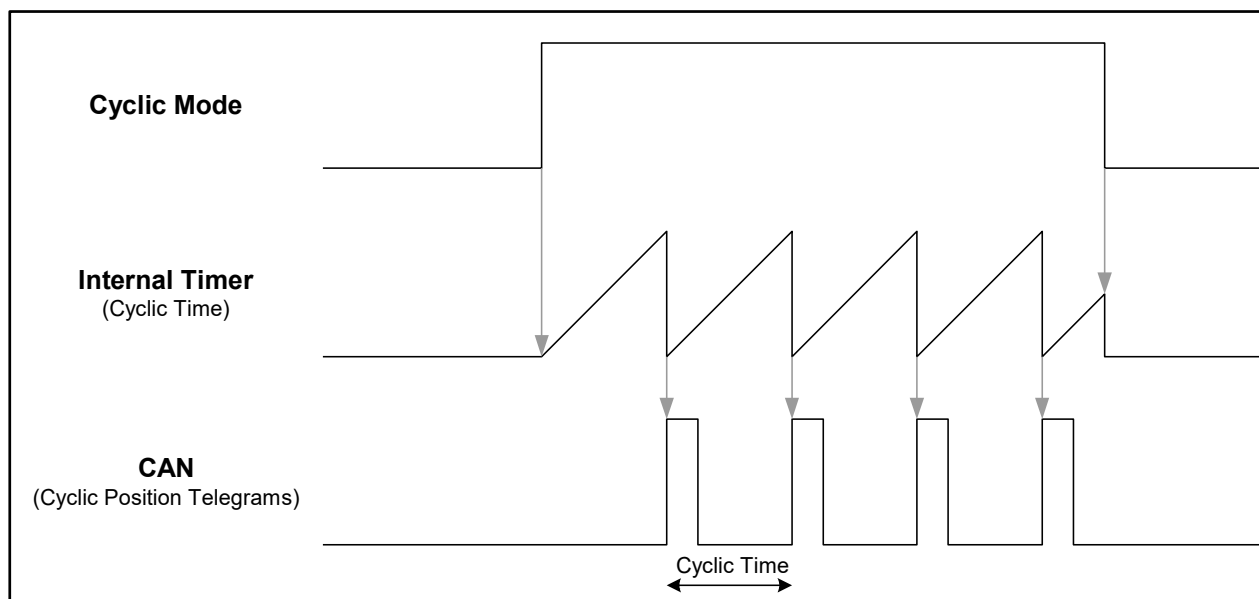 Cyclic Mode
Internal Timer
(Cyclic Time)
CAN
(Cyclic Position Telegrams)
Cyclic Time